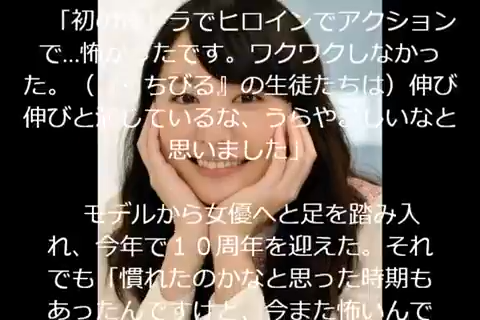 「初の ラでヒロインでアクション
で…怖か たです。ワクワクしなかっ
た。（ ちびる』の生徒たちは）伸び
伸びと しているな、うらや しいなと
思いました」
モデルから女優へと足を踏み入
れ、今年で１０周年を迎えた。それ
でも「慣れたのかなと思った時期も
あったんですけど、今また怖いんで